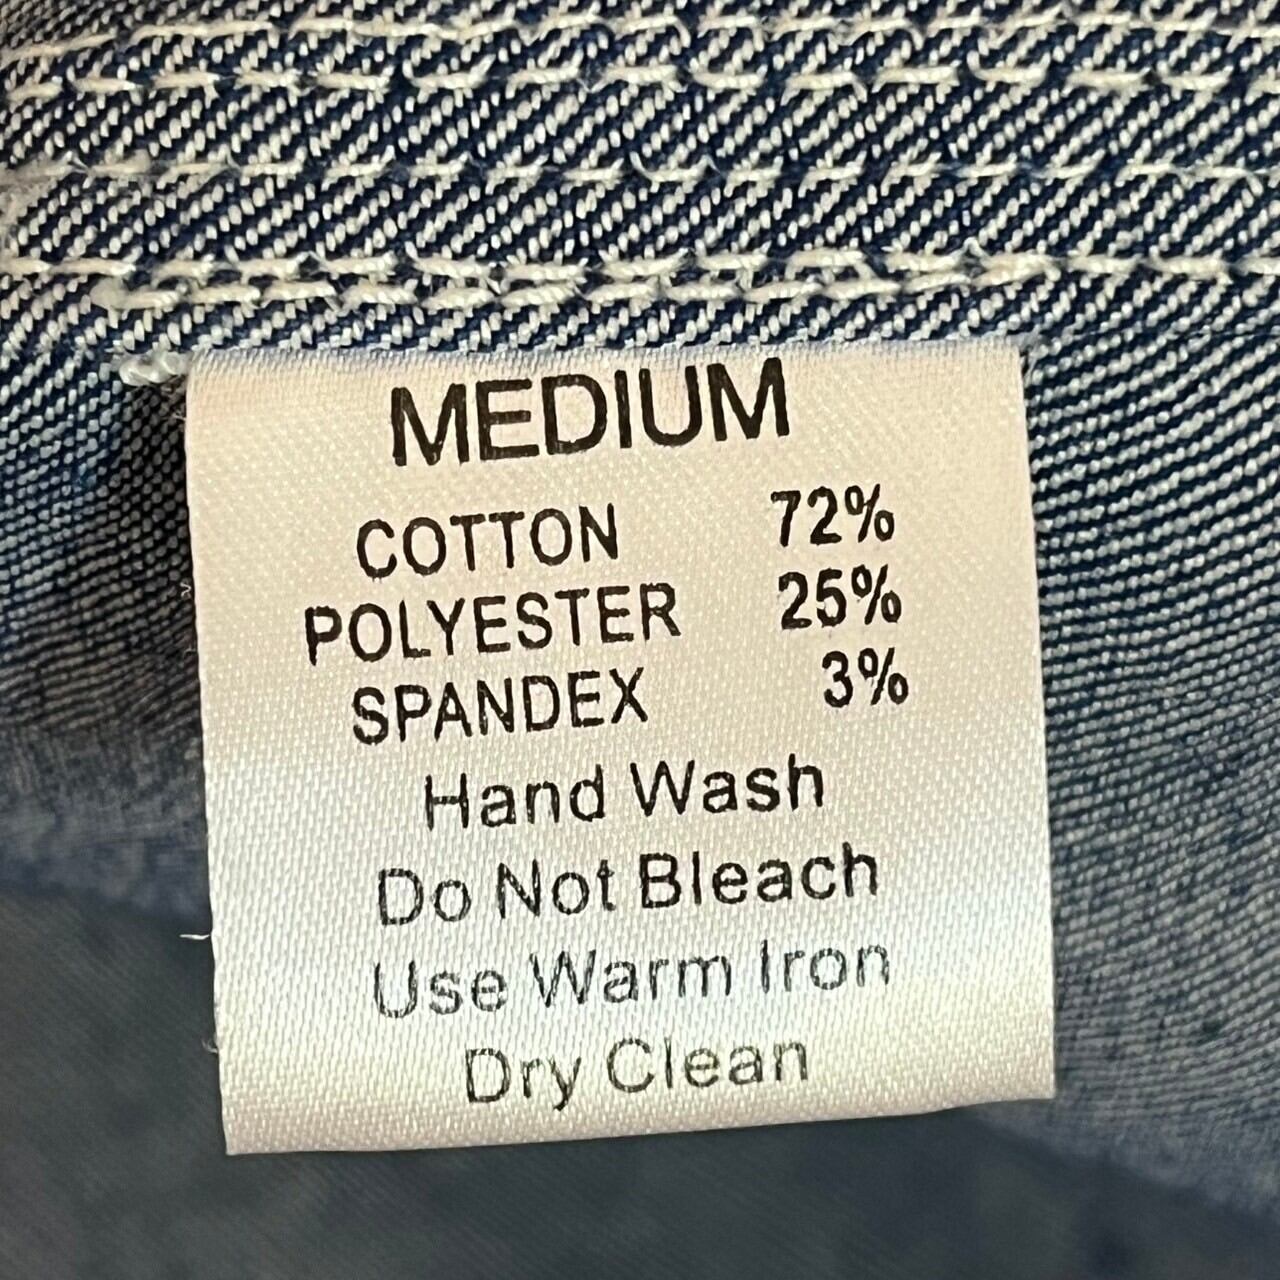 MEDIUM
COTTON 72%
POLYESTER 25%
SPANDEX 3%
Hand Wash
Do Not Bleach
Use Warm Iron
Dry Clean